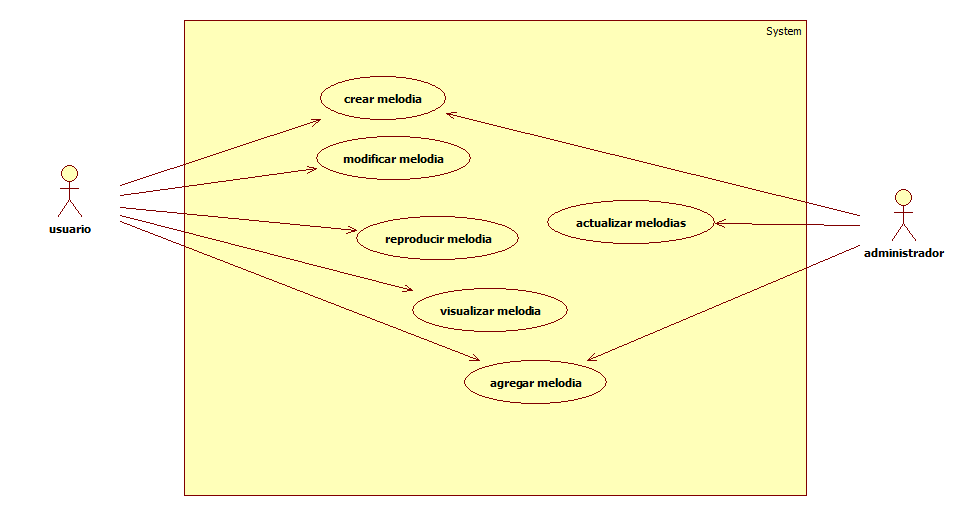 System
crear melodia
modificar melodia
usuario
actualizar melodias
reproducir melodia
administrador
visualizar melodia
agregar melodia